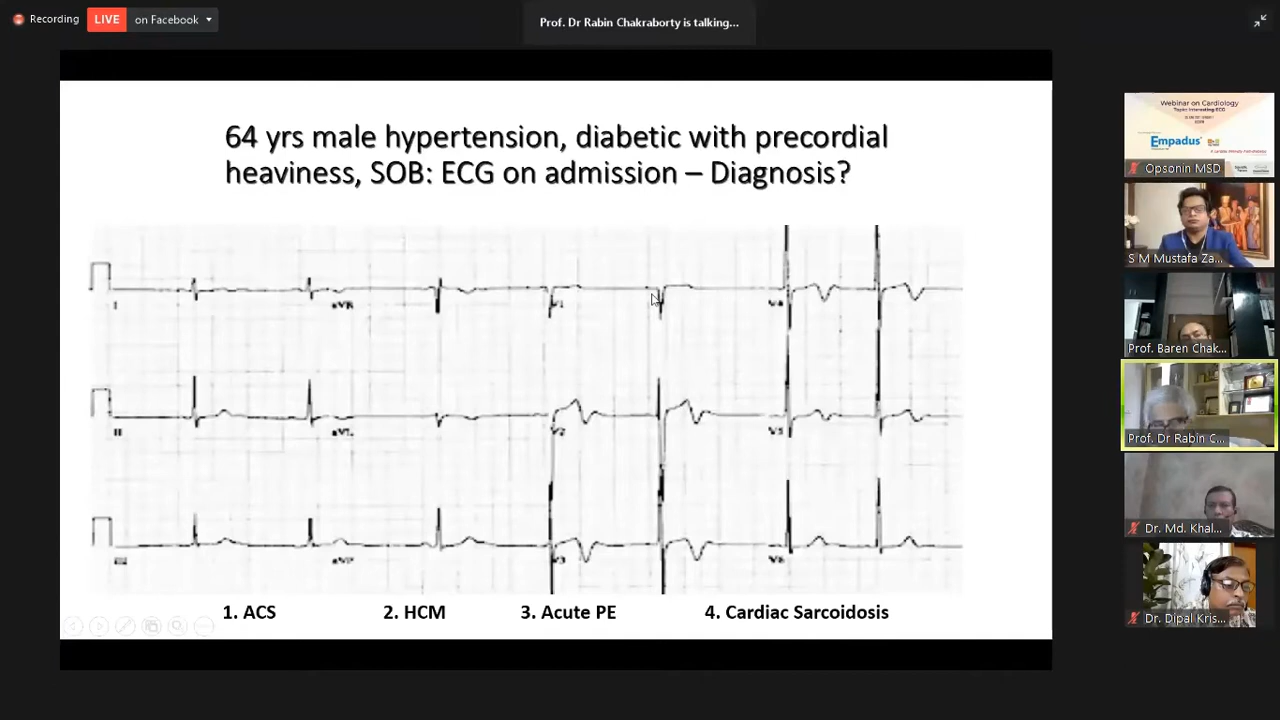 Recording
LIVE on Facebook
Prof. Dr Rabin Chakraborty is talking...
64 yrs male hypertension, diabetic with precordial
heaviness, SOB: ECG on admission – Diagnosis?
I
aVR
V1
V4
II
aVL
V2
V5
III
aVF
V3
V6
1. ACS
2. HCM
3. Acute PE
4. Cardiac Sarcoidosis
Webinar on Cardiology
Topic: Interesting ECG
Empadus
Opsonin MSD
S M Mustafa Za...
Prof. Baren Chak...
Prof. Dr Rabin C...
Dr. Md. Khal...
Dr. Dipal Kris...